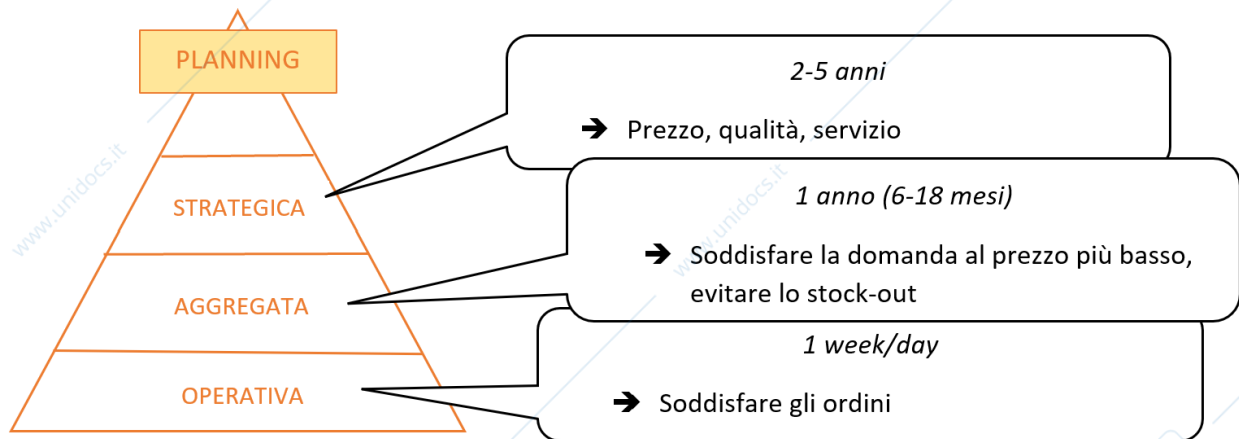 PLANNING
2-5 anni
➔ Prezzo, qualità, servizio
STRATEGICA
1 anno (6-18 mesi)
➔ Soddisfare la domanda al prezzo più basso,
evitare lo stock-out
AGGREGATA
1 week/day
➔ Soddisfare gli ordini
OPERATIVA
www.unidocs.it
www.unidocs.it